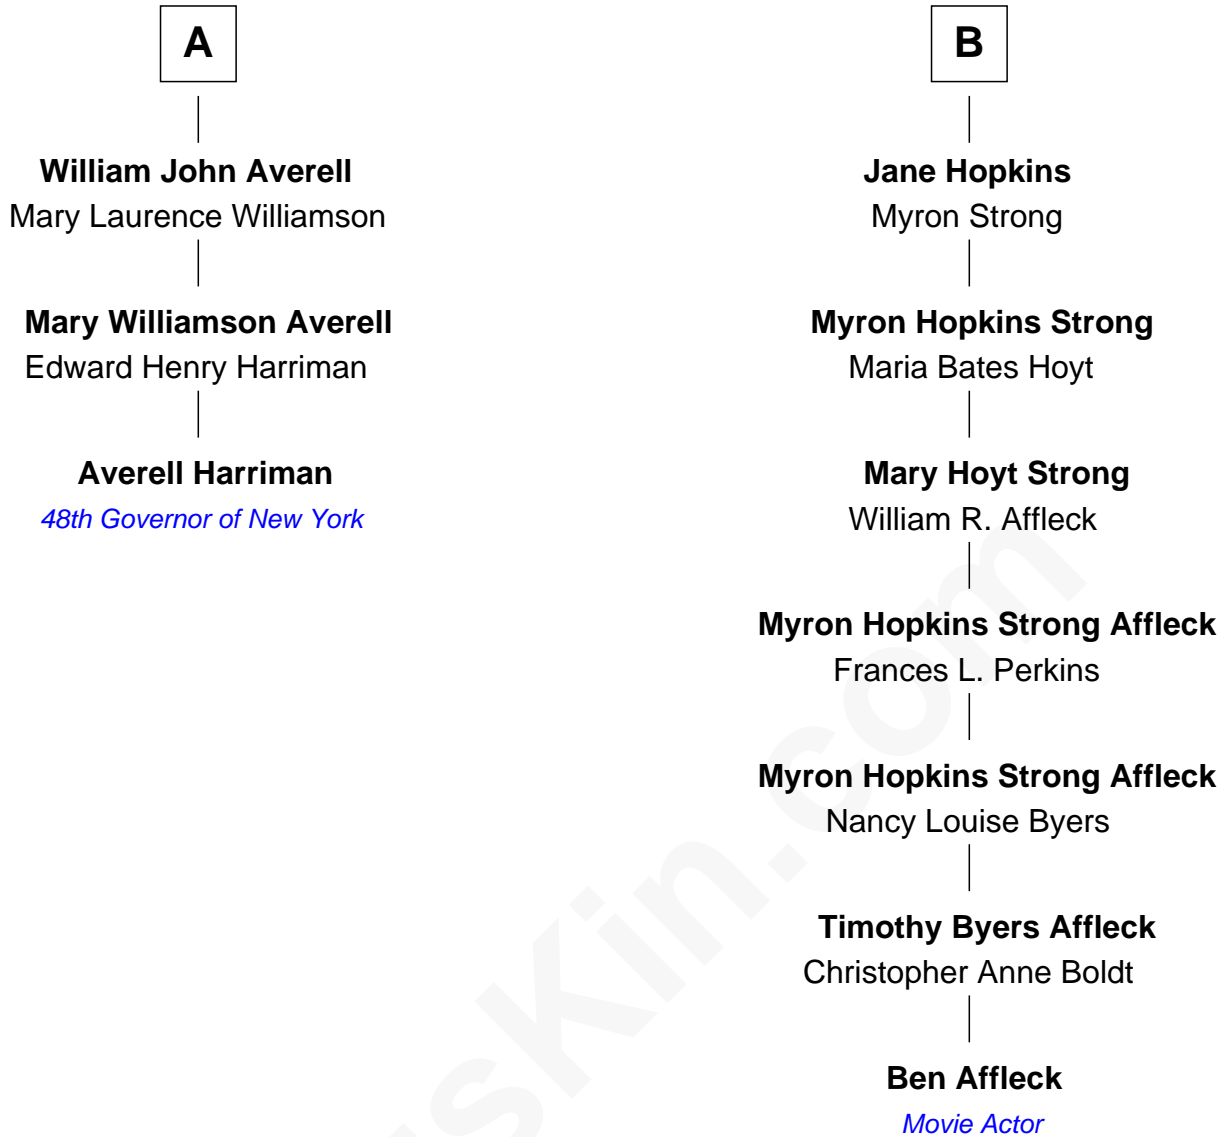 A
William John Averell
Mary Laurence Williamson
Mary Williamson Averell
Edward Henry Harriman
Averell Harriman
48th Governor of New York
B
Jane Hopkins
Myron Strong
Myron Hopkins Strong
Maria Bates Hoyt
Mary Hoyt Strong
William R. Affleck
Myron Hopkins Strong Affleck
Frances L. Perkins
Myron Hopkins Strong Affleck
Nancy Louise Byers
Timothy Byers Affleck
Christopher Anne Boldt
Ben Affleck
Movie Actor
sKin.com